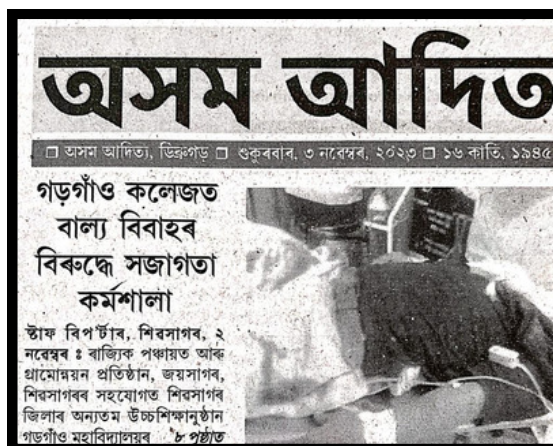 অসম আদিত
□ অসম আদিত্য, ডিব্ৰুগড় □ শুকুৰবাৰ, ৩ নৱেম্বৰ, ২০২৩ □ ১৬ কাতি, ১৯৪৫
গড়গাঁও কলেজত
বাল্য বিবাহৰ
বিৰুদ্ধে সজাগতা
কৰ্মশালা
ষ্টাফ ৰিপ'ৰ্টাৰ, শিৱসাগৰ, ২
নৱেম্বৰ ঃ ৰাজ্যিক পঞ্চায়ত আৰু
গ্ৰামোন্নয়ন প্ৰতিষ্ঠান, জয়সাগৰ,
শিৱসাগৰৰ সহযোগত শিৱসাগৰ
জিলাৰ অন্যতম উচ্চশিক্ষানুষ্ঠান
গড়গাঁও মহাবিদ্যালয়ৰ ৮ পৃষ্ঠাত